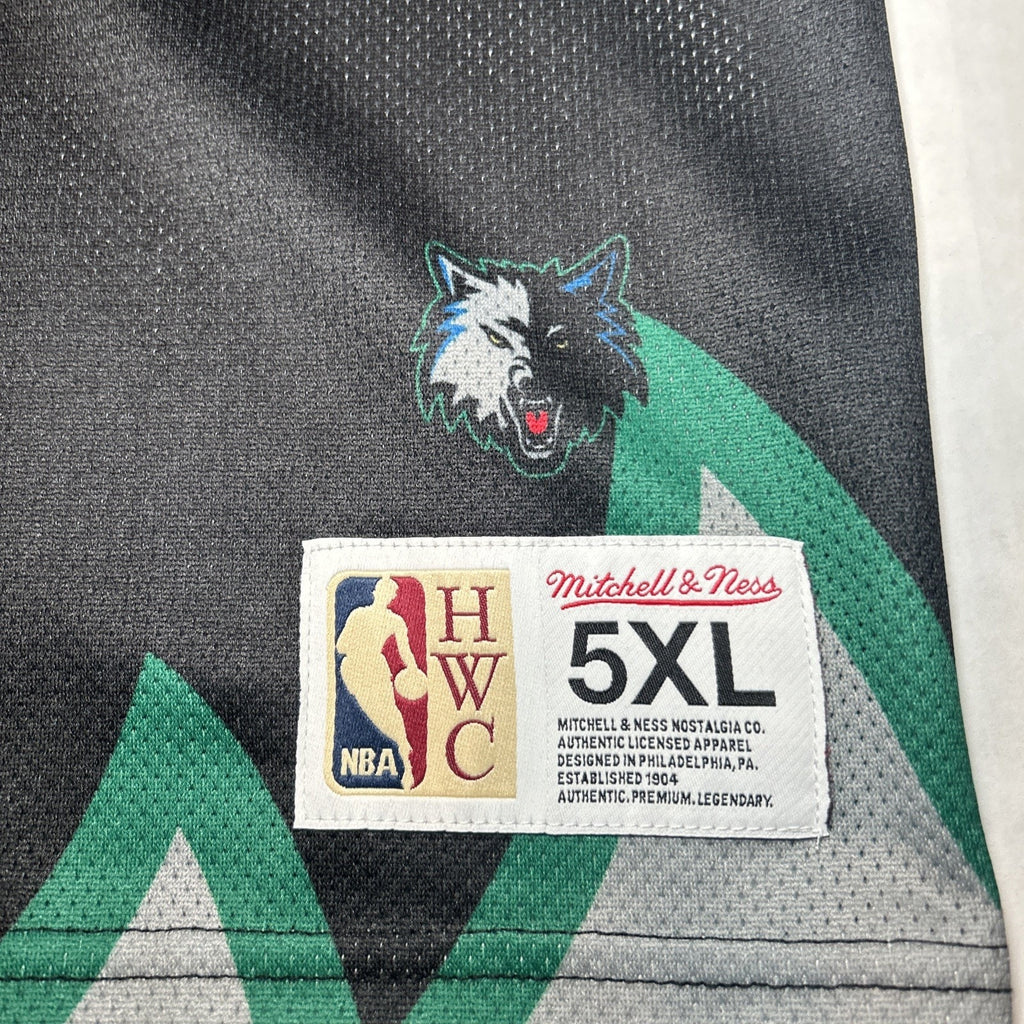 NBA
H
W
C
Mitchell & Ness
5XL
MITCHELL & NESS NOSTALGIA CO.
AUTHENTIC LICENSED APPAREL
DESIGNED IN PHILADELPHIA, PA.
ESTABLISHED 1904
AUTHENTIC. PREMIUM. LEGENDARY.